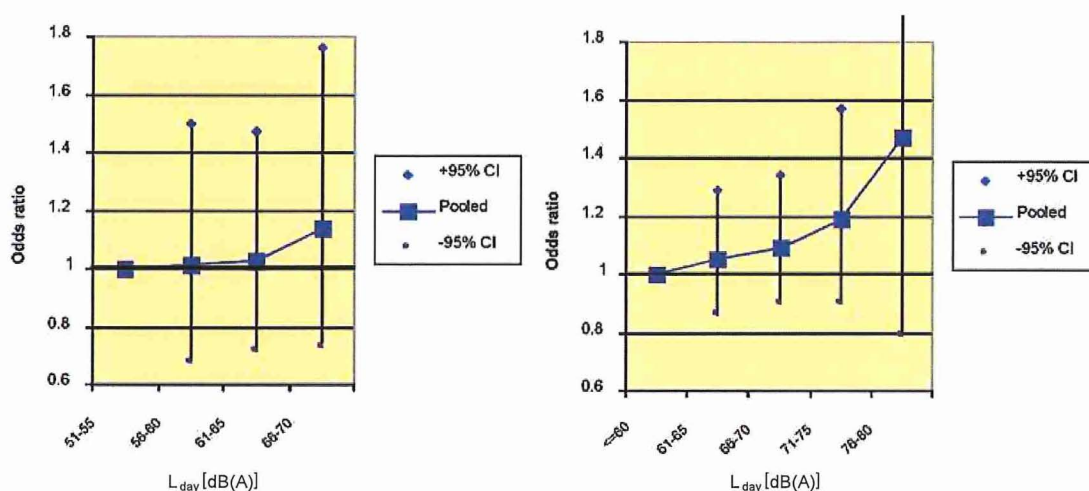 1.8
1.6
1.4
1.2
1
0.8
0.6
Odds ratio
51-55
56-60
61-65
66-70
L day [dB(A)]
+95% CI
Pooled
-95% CI
1.8
1.6
1.4
1.2
1
0.8
0.6
Odds ratio
<=60
61-65
66-70
71-75
76-80
L day [dB(A)]
+95% CI
Pooled
-95% CI